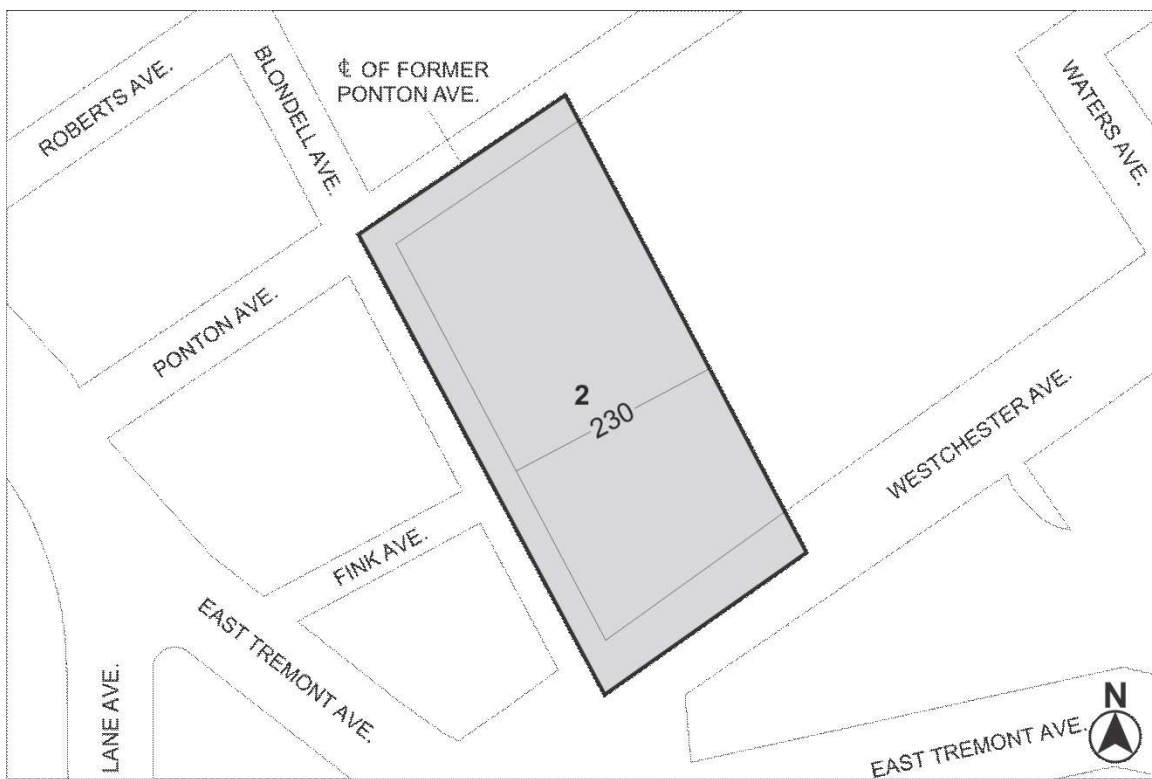 ROBERTS AVE.
BLONDELL AVE.
℄ OF FORMER
PONTON AVE.
WATERS AVE.
PONTON AVE.
2
230
WESTCHESTER AVE.
FINK AVE.
EAST TREMONT AVE.
LANE AVE.
EAST TREMONT AVE.
N